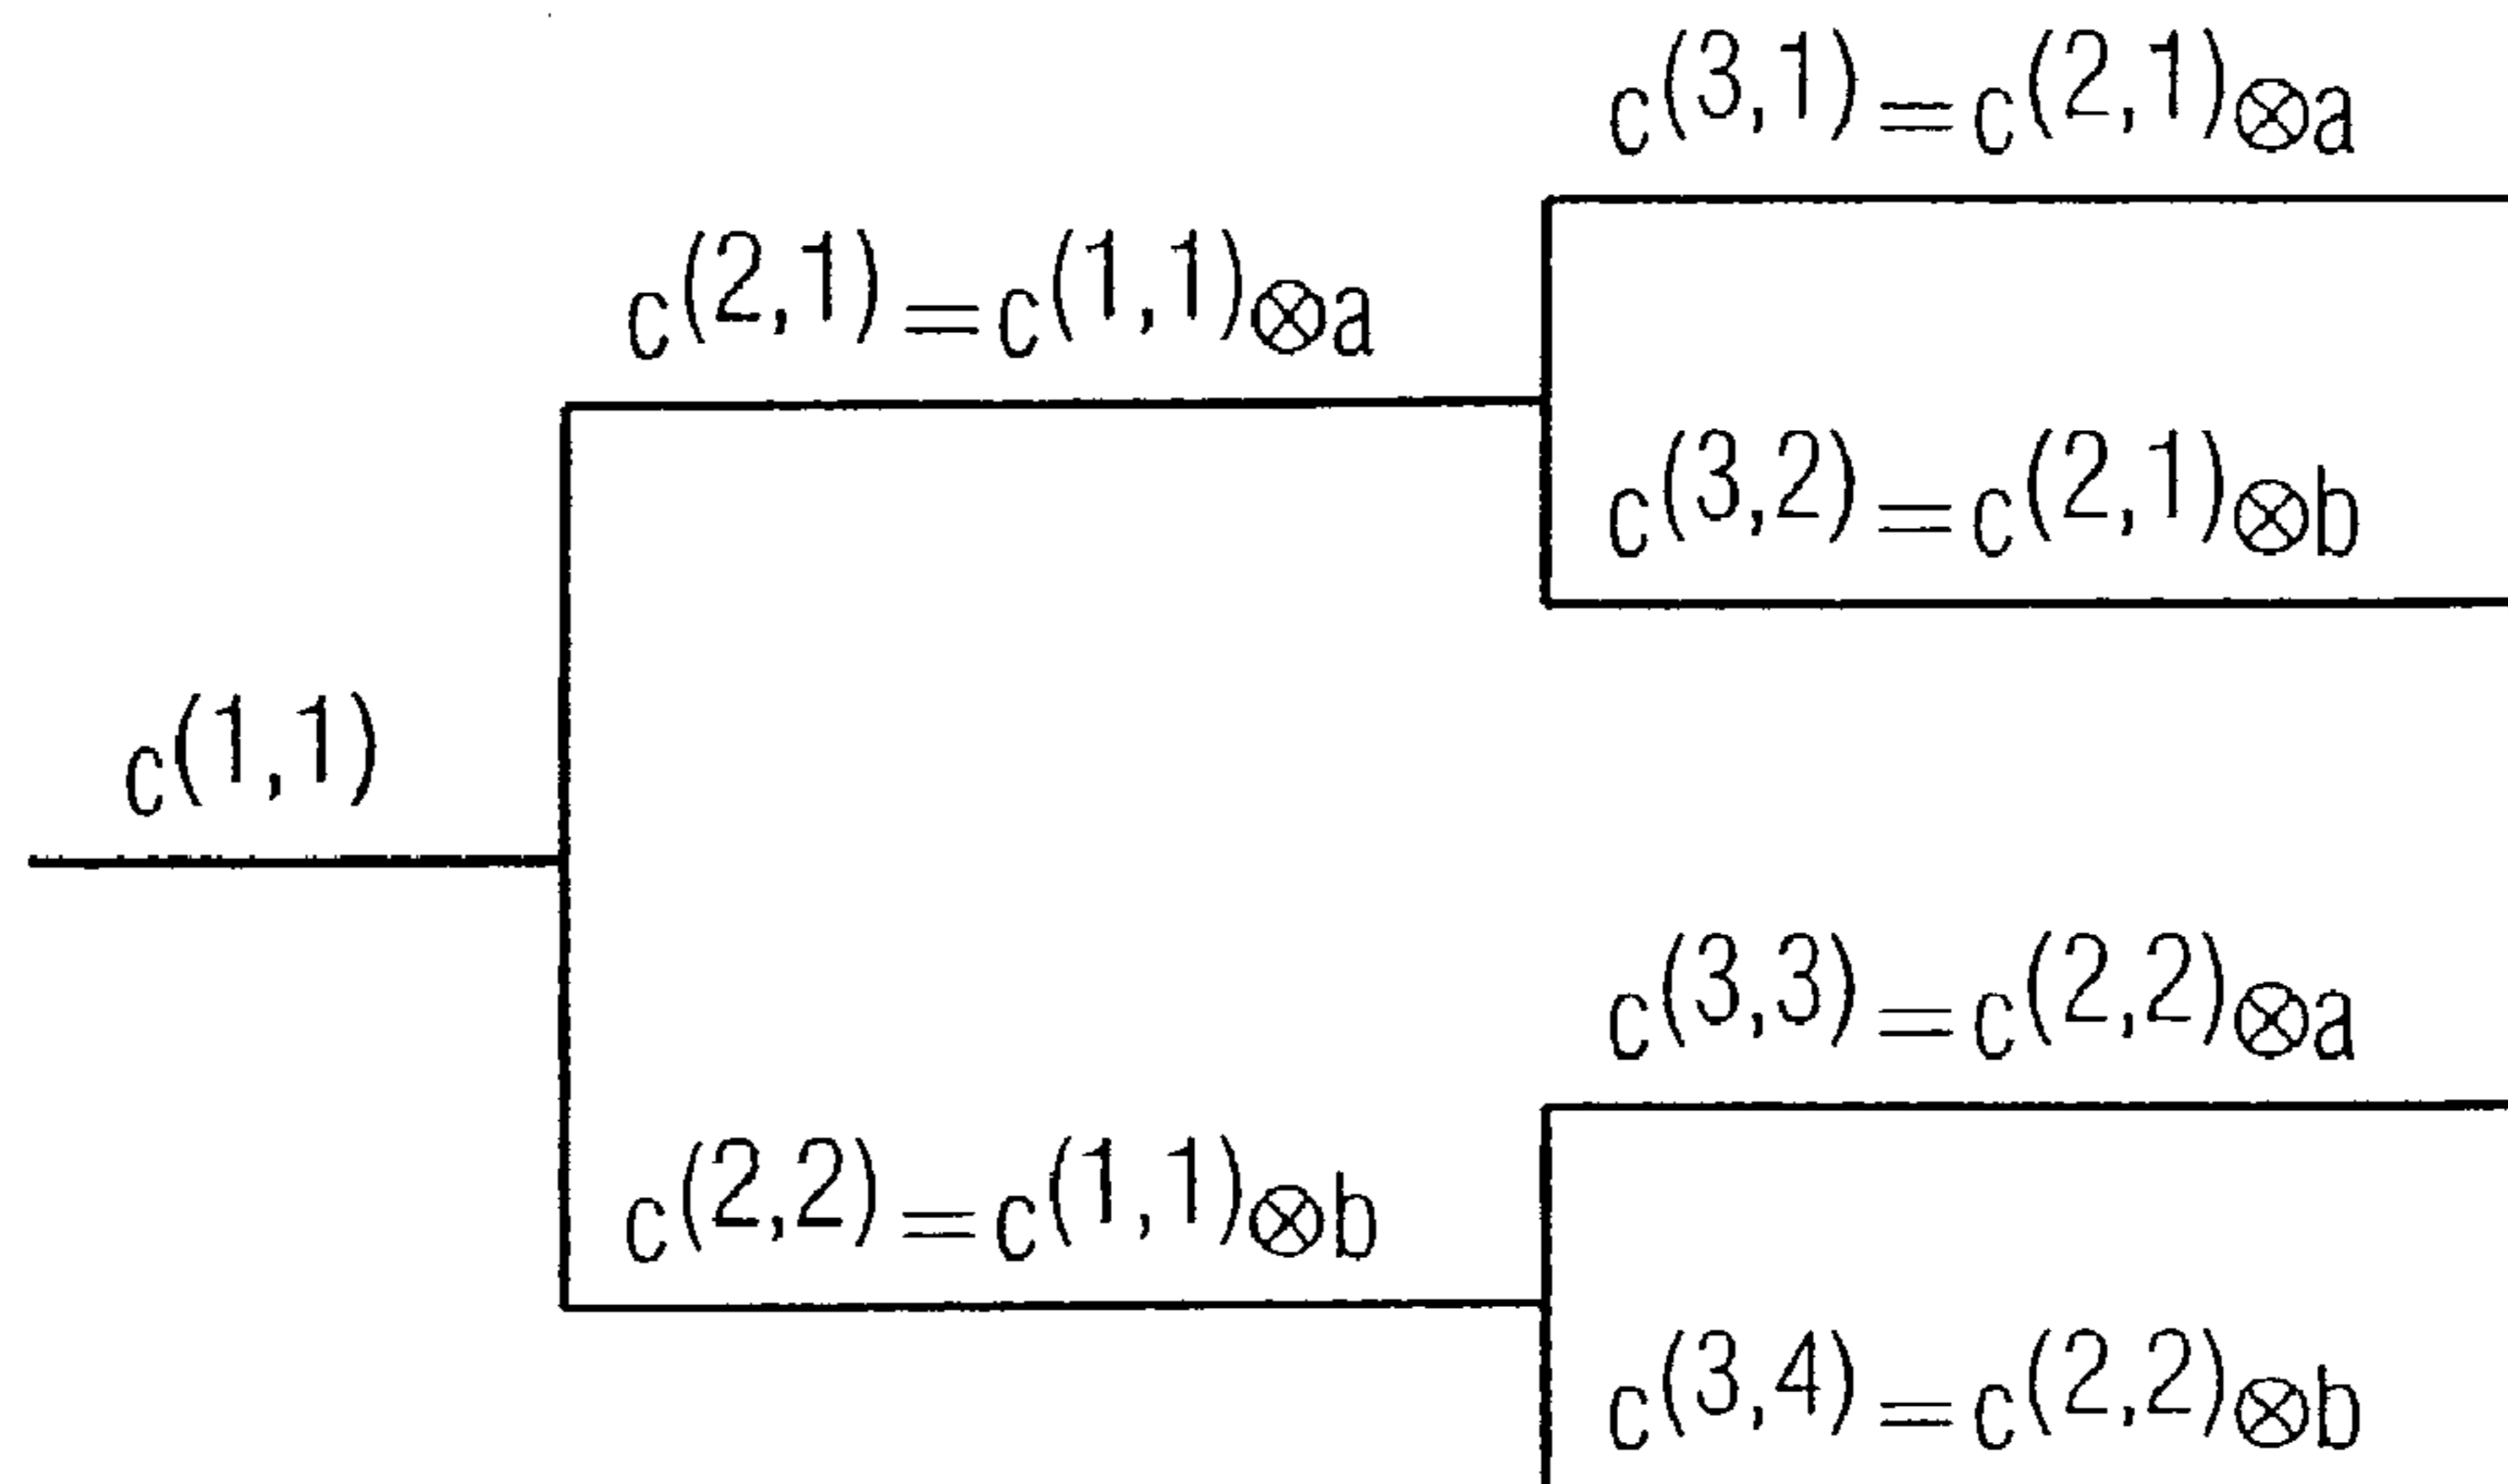 c(3,1)=c(2,1)⊗a
c(2,1)=c(1,1)⊗a
c(3,2)=c(2,1)⊗b
c(1,1)
c(3,3)=c(2,2)⊗a
c(2,2)=c(1,1)⊗b
c(3,4)=c(2,2)⊗b